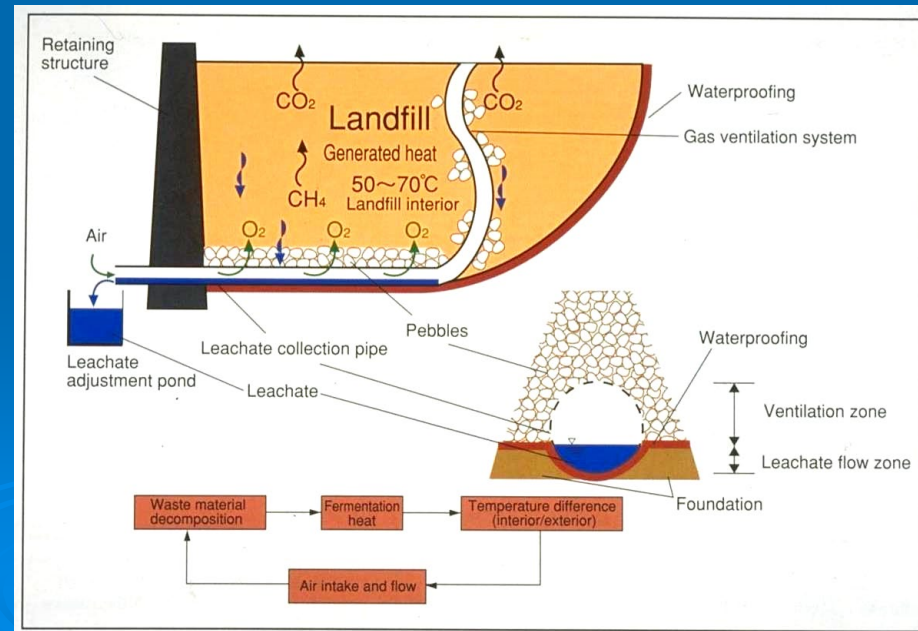 Retaining
structure
CO₂
CO₂
Waterproofing
Landfill
Gas ventilation system
Generated heat
50～70℃
CH₄
Landfill interior
O₂
O₂
O₂
Air
Pebbles
Leachate collection pipe
Waterproofing
Leachate
adjustment pond
Leachate
Ventilation zone
Leachate flow zone
Foundation
Waste material
decomposition
Fermentation
heat
Temperature difference
(interior/exterior)
Air intake and flow